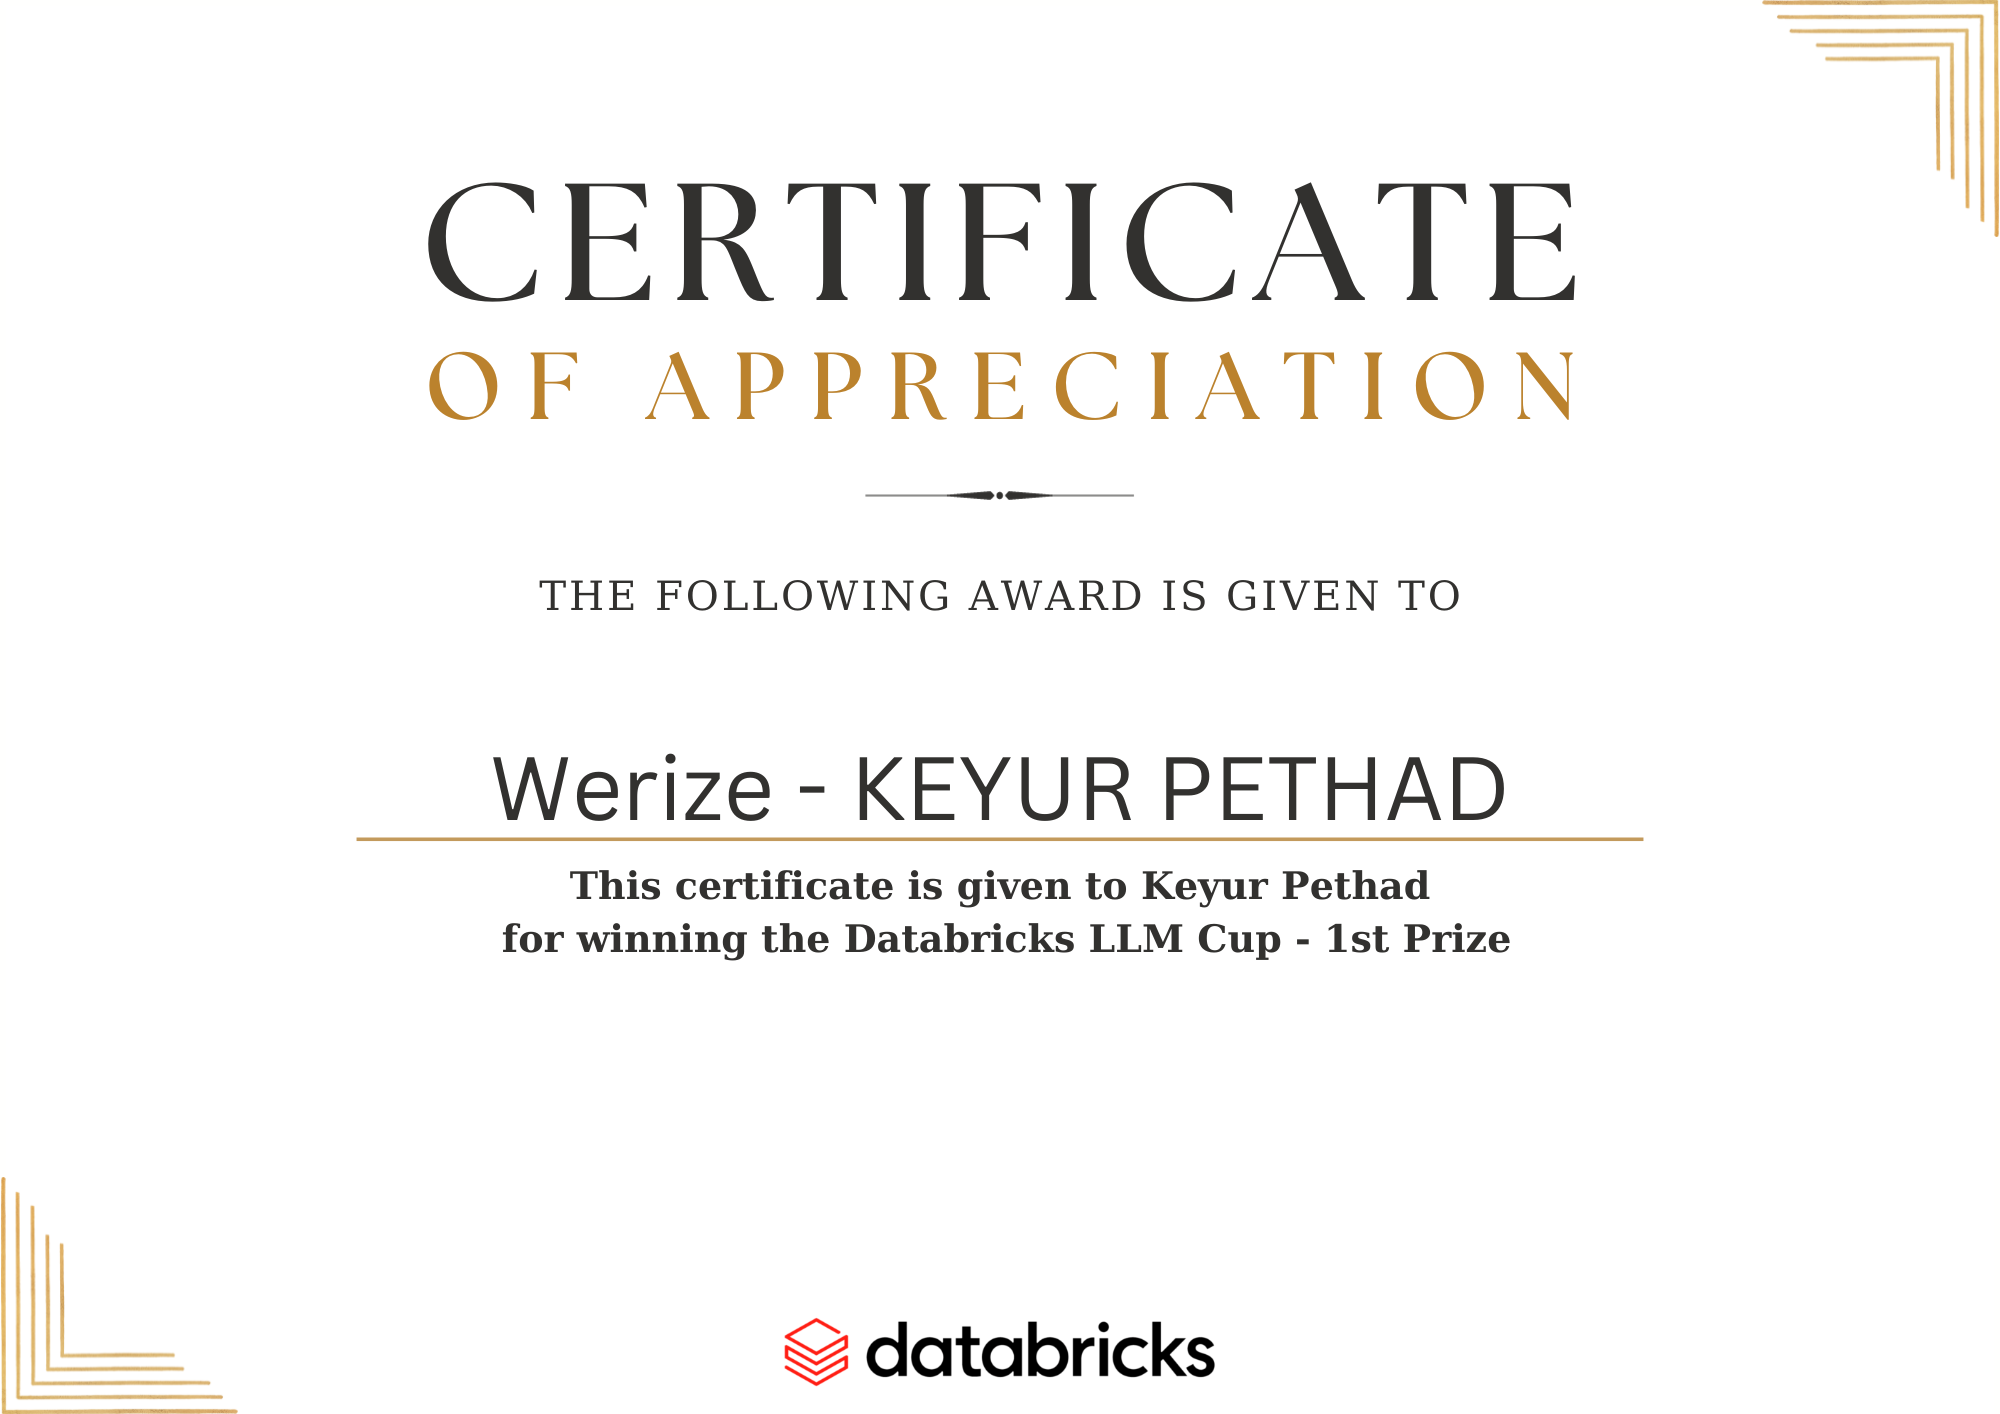 CERTIFICATE
OF APPRECIATION
THE FOLLOWING AWARD IS GIVEN TO
Werize - KEYUR PETHAD
This certificate is given to Keyur Pethad
for winning the Databricks LLM Cup - 1st Prize
databricks